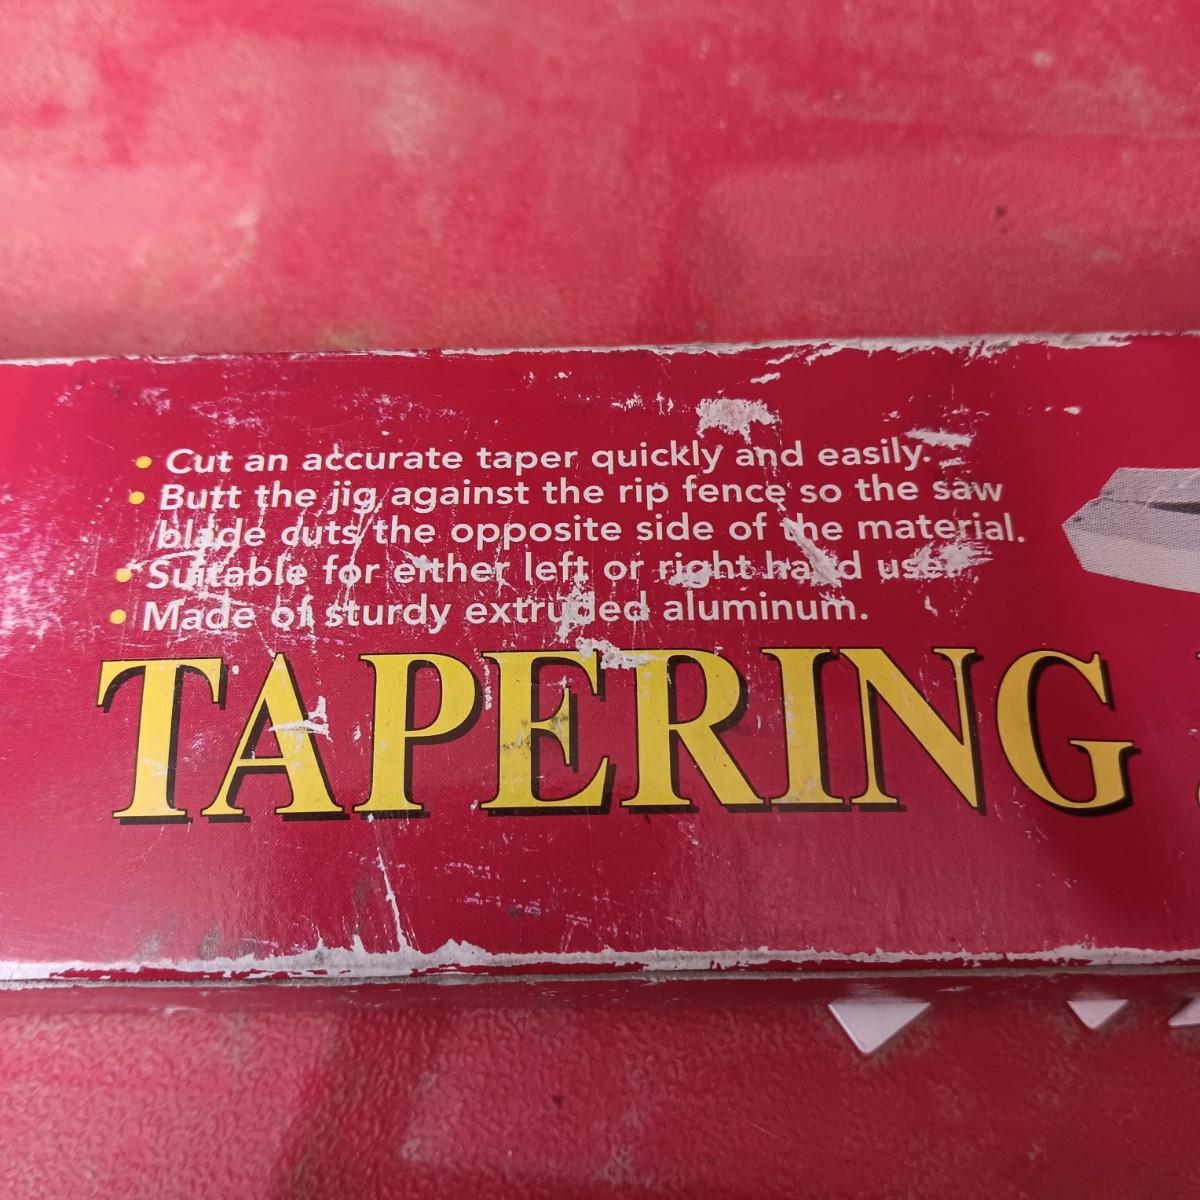 • Cut an accurate taper quickly and easily.
• Butt the jig against the rip fence so the saw
blade cuts the opposite side of the material.
• Suitable for either left or right hand use.
• Made of sturdy extruded aluminum.
TAPERING